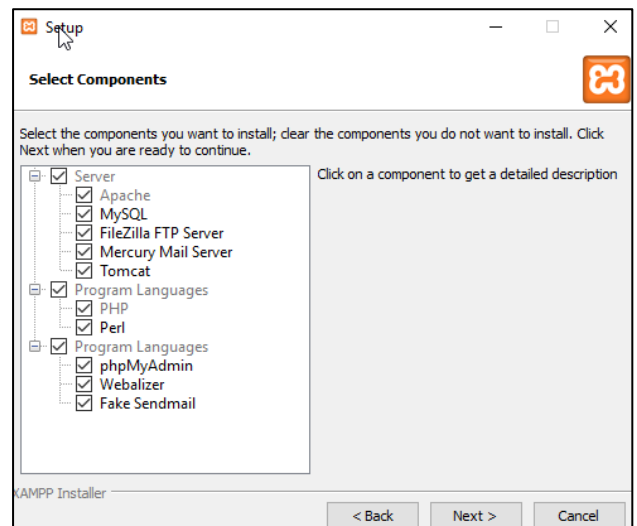 Setup
Select Components
Select the components you want to install; clear the components you do not want to install. Click
Next when you are ready to continue.
Server
Apache
MySQL
FileZilla FTP Server
Mercury Mail Server
Tomcat
Program Languages
PHP
Perl
Program Languages
phpMyAdmin
Webalizer
Fake Sendmail
Click on a component to get a detailed description
XAMPP Installer
< Back
Next >
Cancel